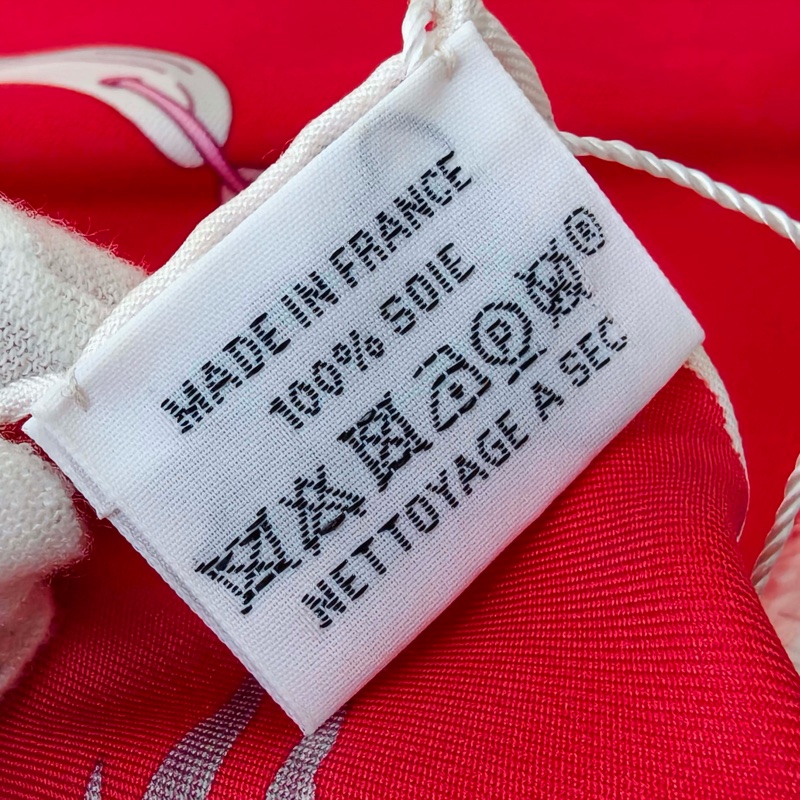 MADE IN FRANCE
100% SOIE
P ®
NETTOYAGE A SEC